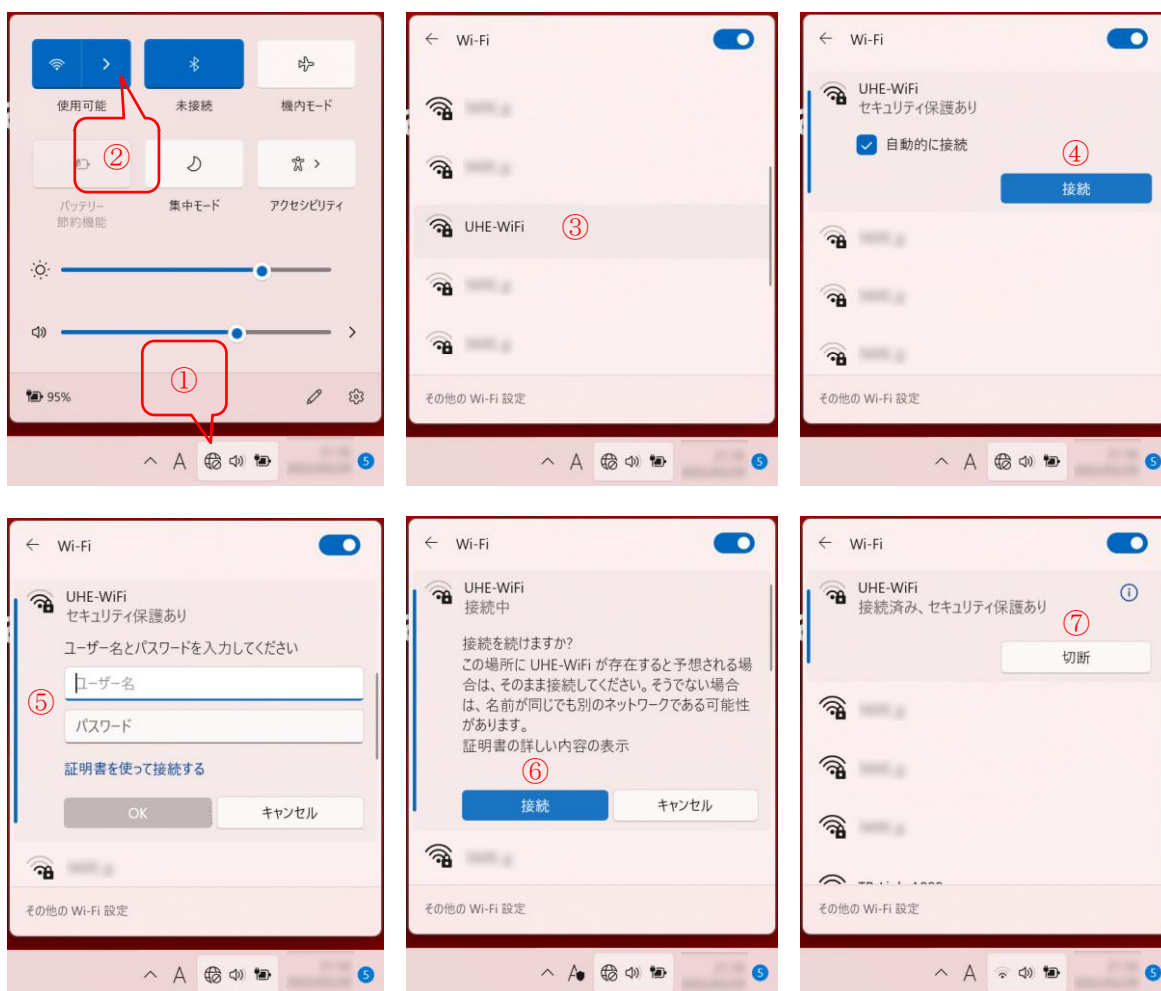 使用可能
未接続
機内モード
②
バッテリー
節約機能
集中モード
アクセシビリティ
①
95%
A
5
Wi-Fi
UHE-WiFi
③
その他の Wi-Fi 設定
A
5
Wi-Fi
UHE-WiFi
セキュリティ保護あり
自動的に接続
④
接続
その他の Wi-Fi 設定
A
5
Wi-Fi
UHE-WiFi
セキュリティ保護あり
ユーザー名とパスワードを入力してください
⑤
ユーザー名
パスワード
証明書を使って接続する
OK
キャンセル
その他の Wi-Fi 設定
A
5
Wi-Fi
UHE-WiFi
接続中
接続を続けますか?
この場所に UHE-WiFi が存在すると予想される場
合は、そのまま接続してください。そうでない場合
は、名前が同じでも別のネットワークである可能性
があります。
証明書の詳しい内容の表示
⑥
接続
キャンセル
その他の Wi-Fi 設定
A
5
Wi-Fi
UHE-WiFi
接続済み、セキュリティ保護あり
⑦
切断
その他の Wi-Fi 設定
A
5